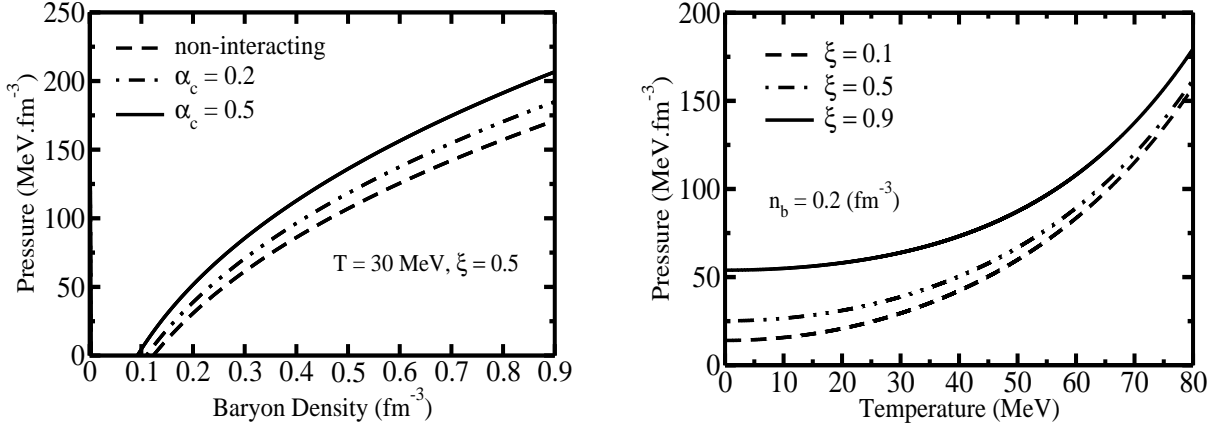 250
200
150
100
50
0
Pressure (MeV.fm⁻³)
non-interacting
α_c = 0.2
α_c = 0.5
T = 30 MeV, ξ = 0.5
0 0.1 0.2 0.3 0.4 0.5 0.6 0.7 0.8 0.9
Baryon Density (fm⁻³)
200
150
100
50
0
Pressure (MeV.fm⁻³)
ξ = 0.1
ξ = 0.5
ξ = 0.9
n_b = 0.2 (fm⁻³)
0 10 20 30 40 50 60 70 80
Temperature (MeV)